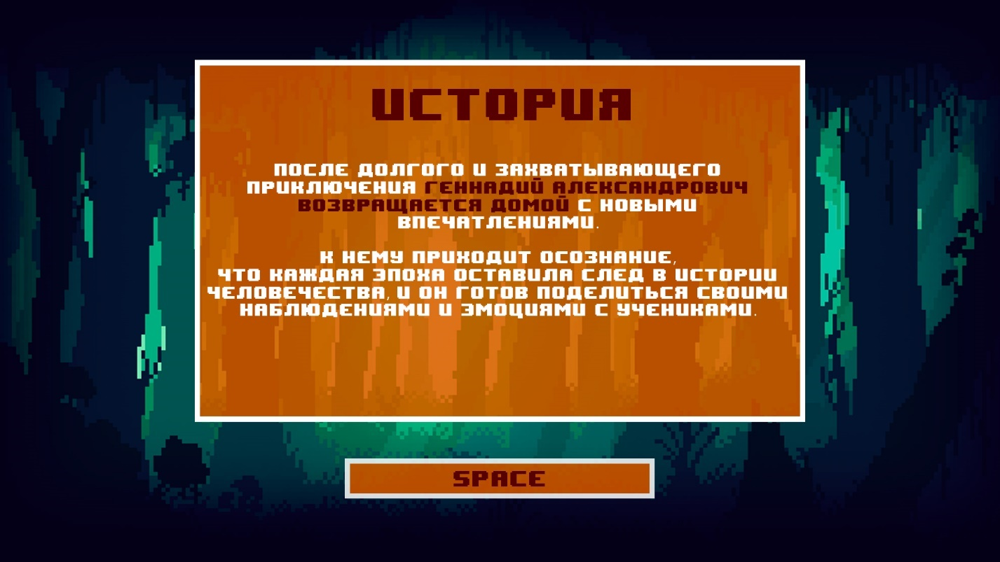 ИСТОРИЯ
ПОСЛЕ ДОЛГОГО И ЗАХВАТЫВАЮЩЕГО
ПРИКЛЮЧЕНИЯ ГЕННАДИЙ АЛЕКСАНДРОВИЧ
ВОЗВРАЩАЕТСЯ ДОМОЙ С НОВЫМИ
ВПЕЧАТЛЕНИЯМИ.
К НЕМУ ПРИХОДИТ ОСОЗНАНИЕ,
ЧТО КАЖДАЯ ЭПОХА ОСТАВИЛА СЛЕД В ИСТОРИИ
ЧЕЛОВЕЧЕСТВА, И ОН ГОТОВ ПОДЕЛИТЬСЯ СВОИМИ
НАБЛЮДЕНИЯМИ И ЭМОЦИЯМИ С УЧЕНИКАМИ.
SPACE